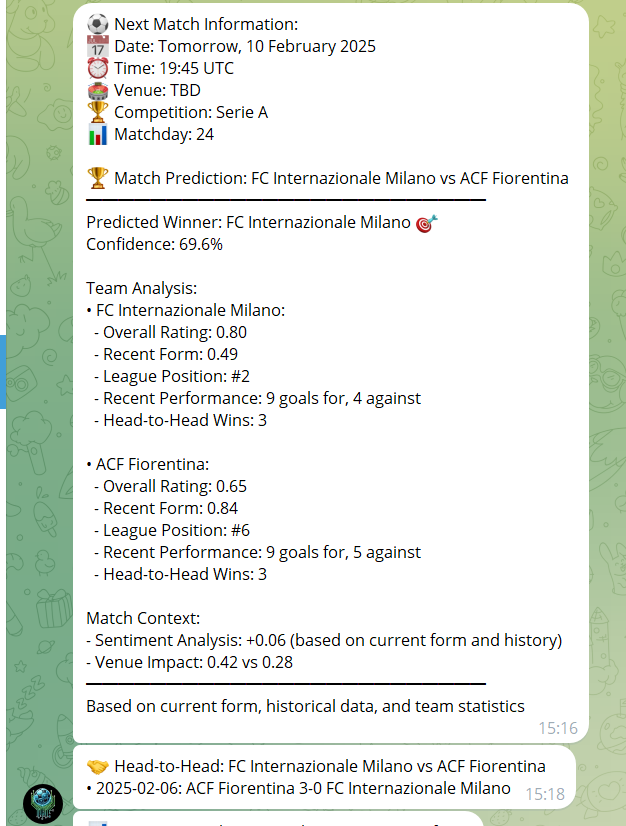 Next Match Information:
Date: Tomorrow, 10 February 2025
Time: 19:45 UTC
Venue: TBD
Competition: Serie A
Matchday: 24
Match Prediction: FC Internazionale Milano vs ACF Fiorentina
Predicted Winner: FC Internazionale Milano
Confidence: 69.6%
Team Analysis:
• FC Internazionale Milano:
- Overall Rating: 0.80
- Recent Form: 0.49
- League Position: #2
- Recent Performance: 9 goals for, 4 against
- Head-to-Head Wins: 3
• ACF Fiorentina:
- Overall Rating: 0.65
- Recent Form: 0.84
- League Position: #6
- Recent Performance: 9 goals for, 5 against
- Head-to-Head Wins: 3
Match Context:
- Sentiment Analysis: +0.06 (based on current form and history)
- Venue Impact: 0.42 vs 0.28
Based on current form, historical data, and team statistics
15:16
Head-to-Head: FC Internazionale Milano vs ACF Fiorentina
• 2025-02-06: ACF Fiorentina 3-0 FC Internazionale Milano
15:18